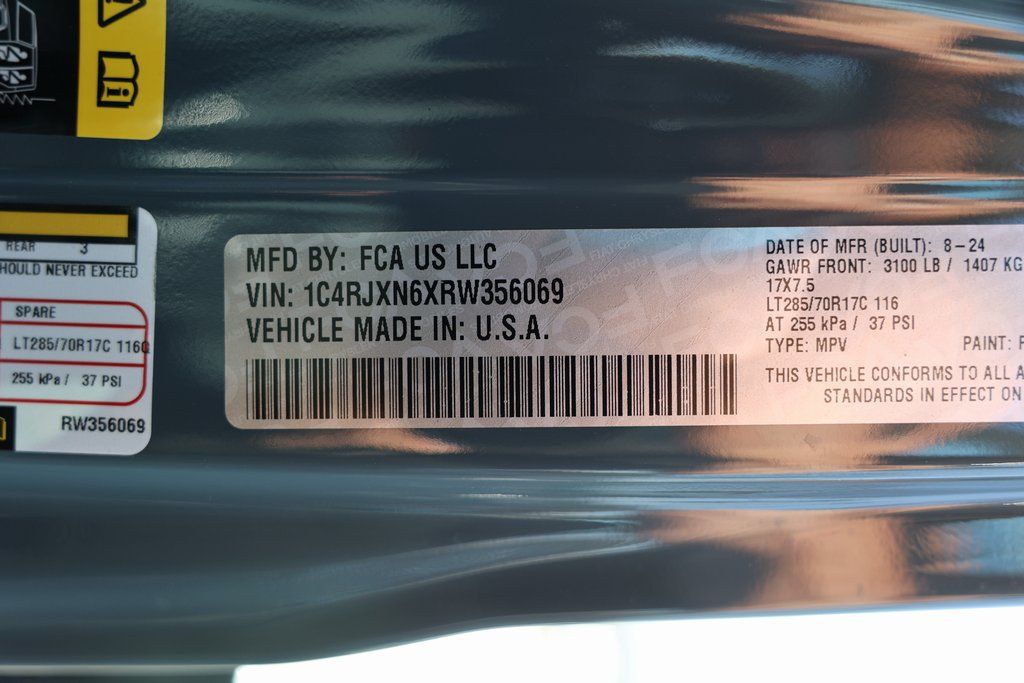 REAR 3
HOULD NEVER EXCEED
SPARE
LT285/70R17C 116Q
255 kPa / 37 PSI
RW356069
MFD BY: FCA US LLC
VIN: 1C4RJXN6XRW356069
VEHICLE MADE IN: U.S.A.
DATE OF MFR (BUILT): 8-24
GAWR FRONT: 3100 LB / 1407 KG
17X7.5
LT285/70R17C 116
AT 255 kPa / 37 PSI
TYPE: MPV PAINT: P
THIS VEHICLE CONFORMS TO ALL A
STANDARDS IN EFFECT ON